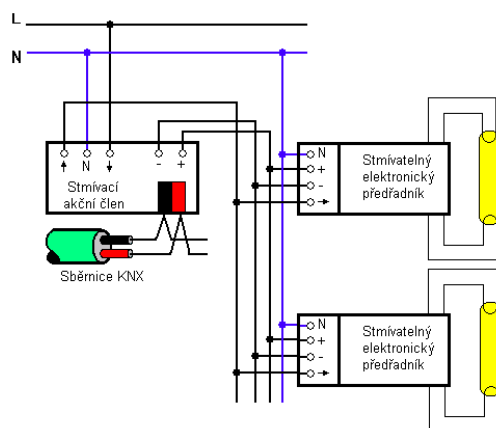 L
N
↑ N ↓ - +
Stmívací
akční člen
Sběrnice KNX
N
+
-
→
Stmívatelný
elektronický
předřadník
N
+
-
→
Stmívatelný
elektronický
předřadník